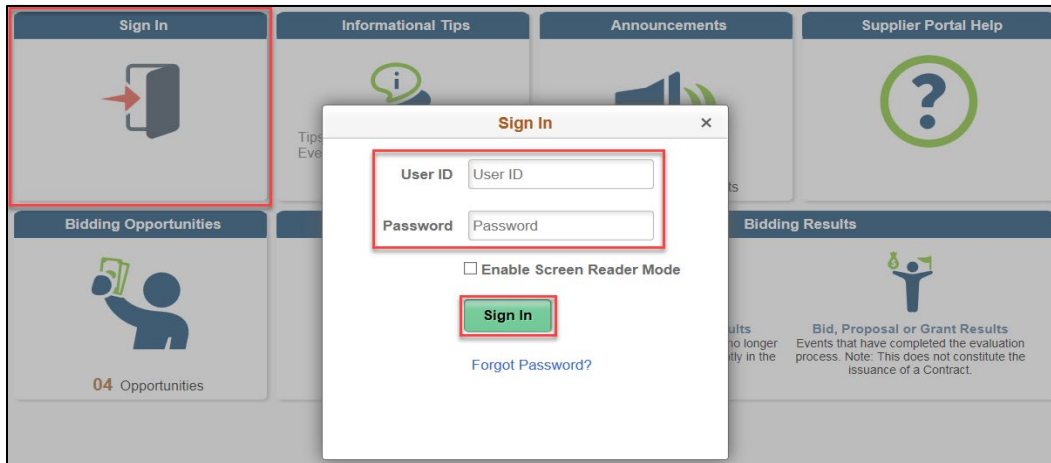 Sign In
Informational Tips
Announcements
Supplier Portal Help
Tips
Eve
ts
Sign In
×
User ID
User ID
Password
Password
Enable Screen Reader Mode
Sign In
Forgot Password?
Bidding Opportunities
04 Opportunities
Bidding Results
ults
no longer
tly in the
Bid, Proposal or Grant Results
Events that have completed the evaluation
process. Note: This does not constitute the
issuance of a Contract.